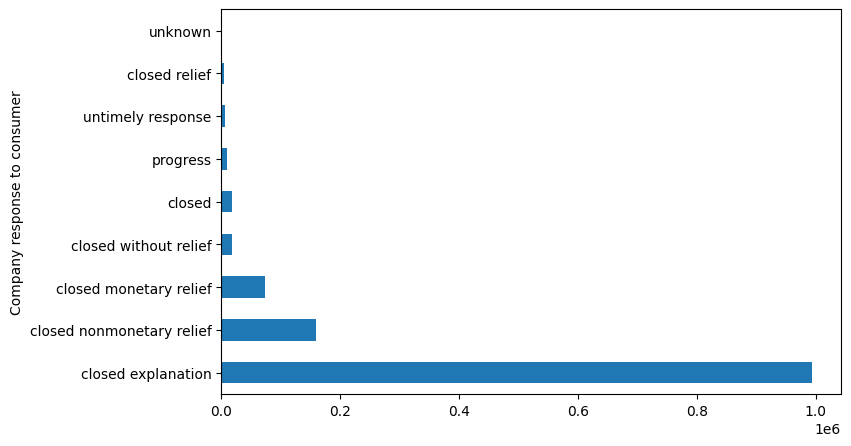 Company response to consumer
unknown
closed relief
untimely response
progress
closed
closed without relief
closed monetary relief
closed nonmonetary relief
closed explanation
0.0 0.2 0.4 0.6 0.8 1.0
1e6